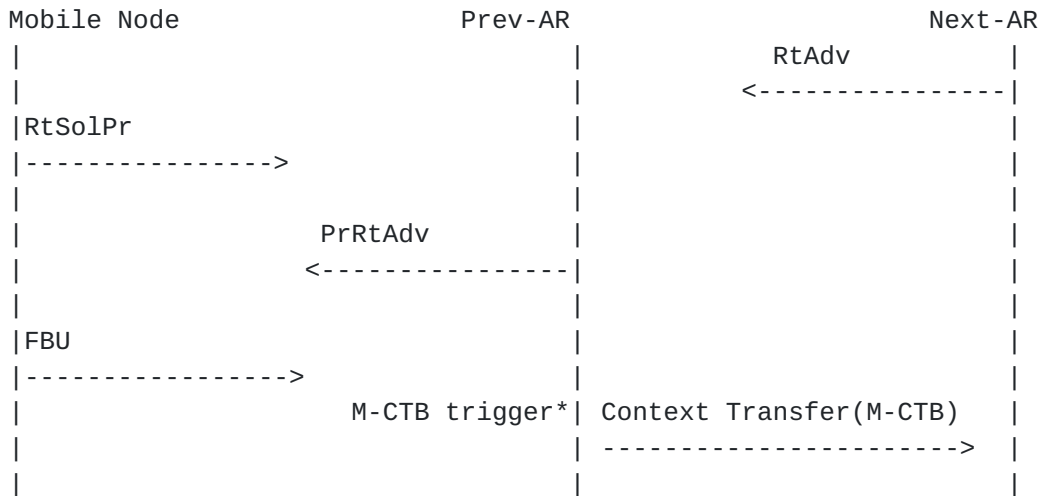 Mobile Node Prev-AR Next-AR
RtAdv
RtSolPr
PrRtAdv
FBU
M-CTB trigger* Context Transfer(M-CTB)